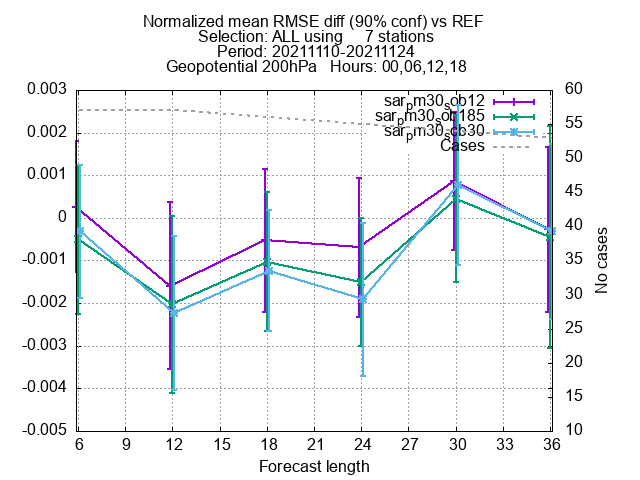 Normalized mean RMSE diff (90% conf) vs REF
Selection: ALL using 7 stations
Period: 20211110-20211124
Geopotential 200hPa Hours: 00,06,12,18
0.003
0.002
0.001
0
-0.001
-0.002
-0.003
-0.004
-0.005
60
55
50
45
40
35
30
25
20
15
10
sarpm30sob12
sarpm30sob185
sarpm30sob30
Cases
No cases
6 9 12 15 18 21 24 27 30 33 36
Forecast length